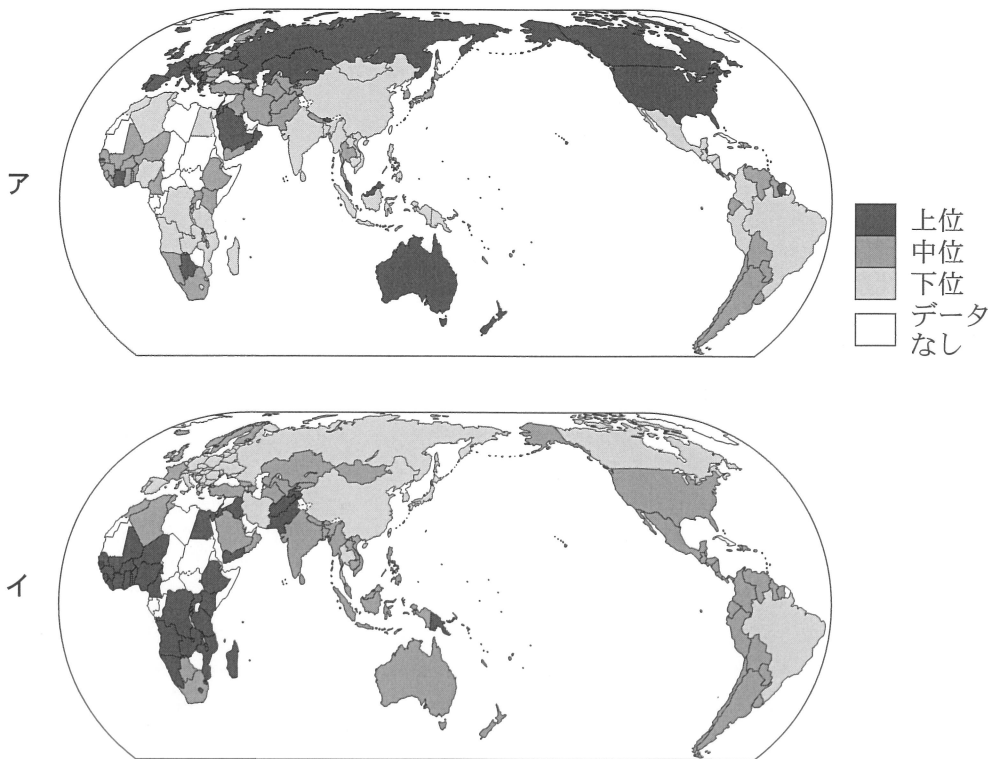 ア
上位
中位
下位
データ
なし
イ